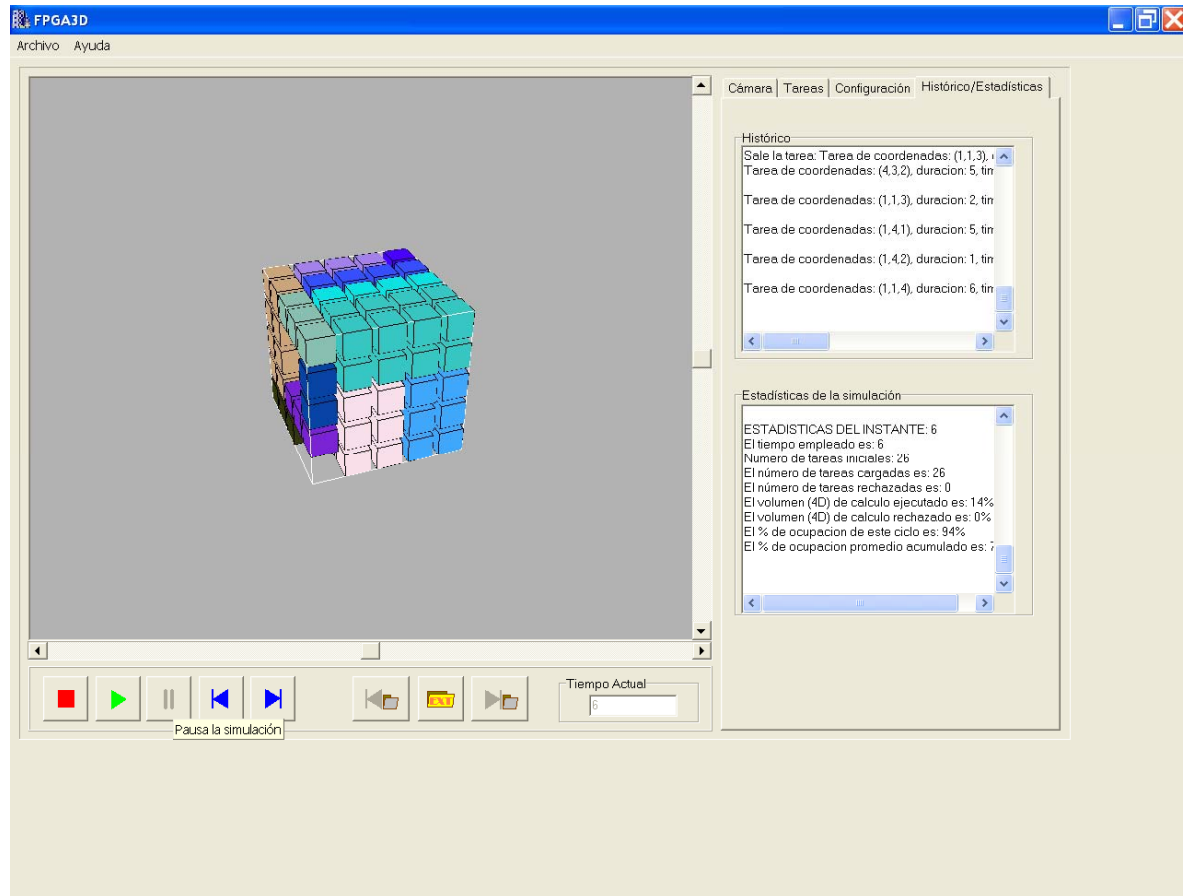 FPGA3D
Archivo Ayuda
Cámara Tareas Configuración Histórico/Estadísticas
Histórico
Sale la tarea: Tarea de coordenadas: (1,1,3),
Tarea de coordenadas: (4,3,2), duracion: 5,
Tarea de coordenadas: (1,1,3), duracion: 2,
Tarea de coordenadas: (1,4,1), duracion: 5,
Tarea de coordenadas: (1,4,2), duracion: 1,
Tarea de coordenadas: (1,1,4), duracion: 6,
Estadísticas de la simulación
ESTADISTICAS DEL INSTANTE: 6
El tiempo empleado es: 6
Numero de tareas iniciales: 26
El número de tareas cargadas es: 26
El número de tareas rechazadas es: 0
El volumen (4D) de calculo ejecutado es: 14%
El volumen (4D) de calculo rechazado es: 0%
El % de ocupacion de este ciclo es: 94%
El % de ocupacion promedio acumulado es:
EXT
Tiempo Actual
6
Pausa la simulación